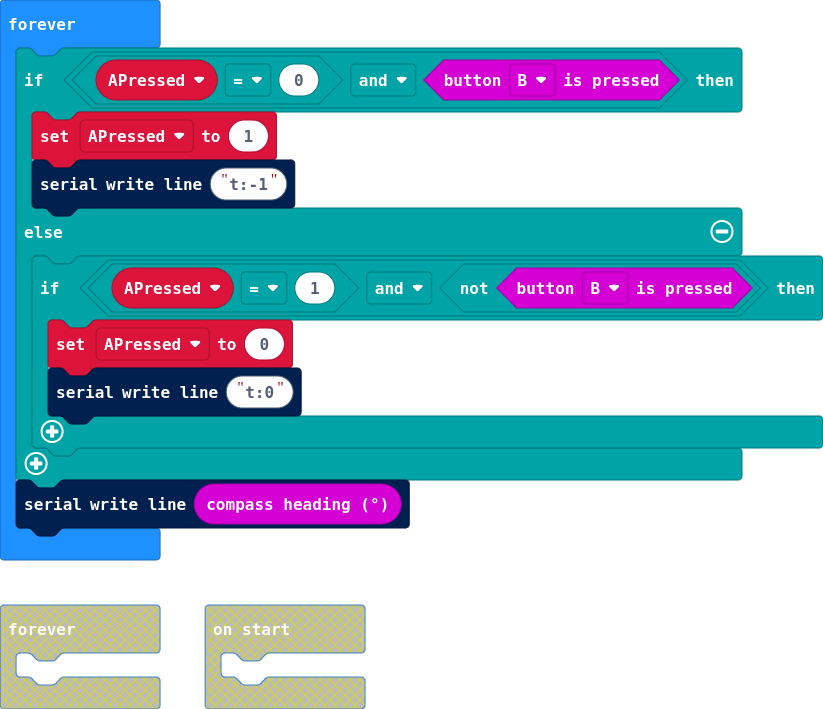 forever
if APressed = 0 and button B is pressed then
set APressed to 1
serial write line "t:-1"
else
if APressed = 1 and not button B is pressed then
set APressed to 0
serial write line "t:0"
serial write line compass heading (°)
forever on start